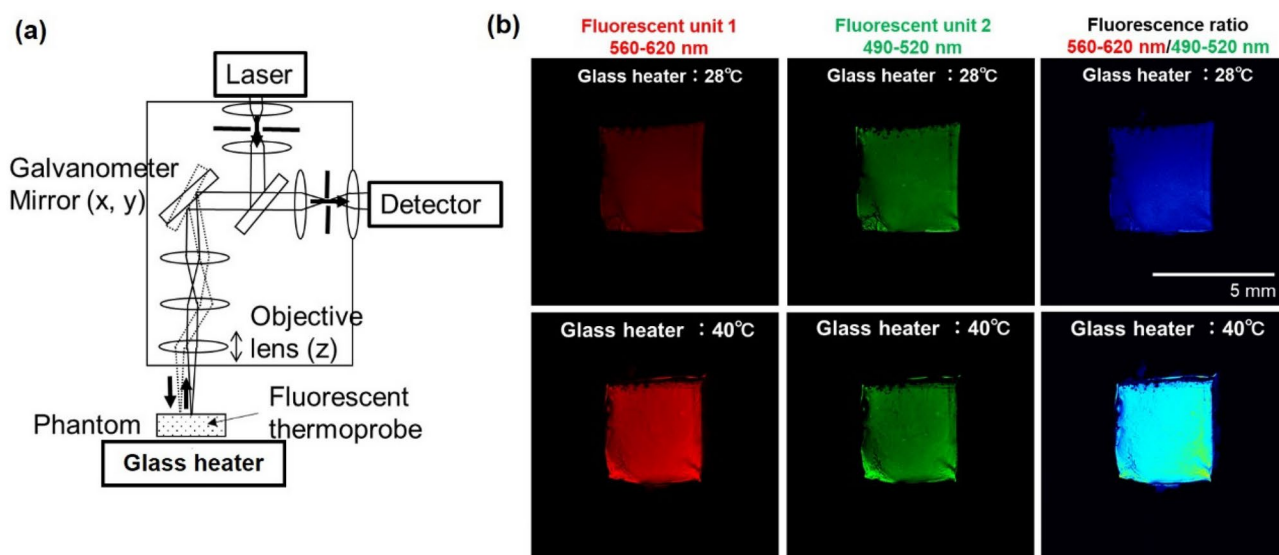 (a)
Laser
Galvanometer
Mirror (x, y)
Detector
Objective
lens (z)
Phantom
Fluorescent
thermoprobe
Glass heater
(b)
Fluorescent unit 1
560-620 nm
Fluorescent unit 2
490-520 nm
Fluorescence ratio
560-620 nm/490-520 nm
Glass heater：28℃
Glass heater：28℃
Glass heater：28℃
5 mm
Glass heater：40℃
Glass heater：40℃
Glass heater：40℃